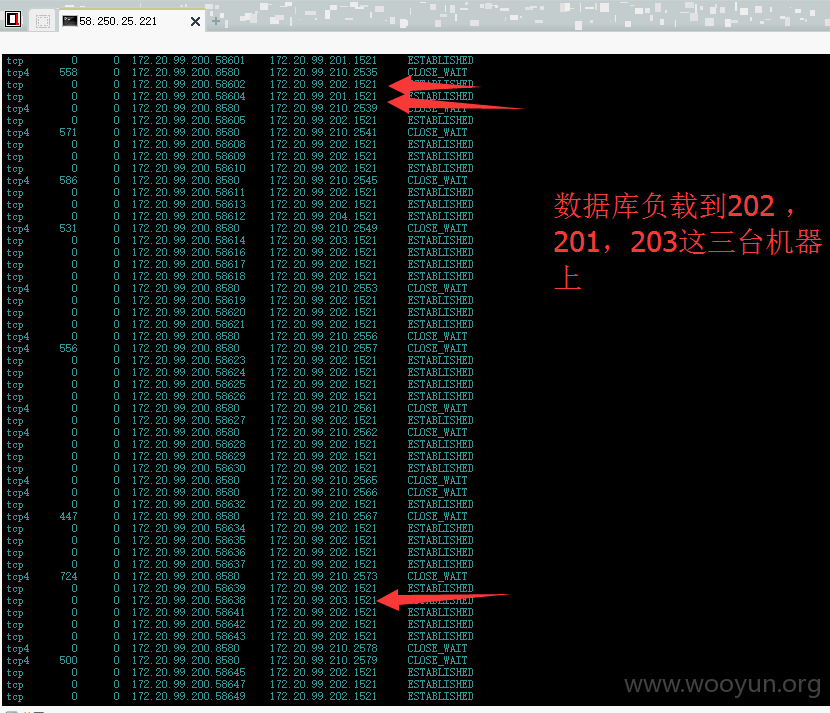 58.250.25.221
tcp 0 0 172.20.99.200.58601 172.20.99.201.1521 ESTABLISHED
tcp4 558 0 172.20.99.200.8580 172.20.99.210.2535 CLOSE_WAIT
tcp 0 0 172.20.99.200.58602 172.20.99.202.1521 ESTABLISHED
tcp 0 0 172.20.99.200.58604 172.20.99.201.1521 ESTABLISHED
tcp4 0 0 172.20.99.200.8580 172.20.99.210.2539 CLOSE_WAIT
tcp 0 0 172.20.99.200.58605 172.20.99.202.1521 ESTABLISHED
tcp4 571 0 172.20.99.200.8580 172.20.99.210.2541 CLOSE_WAIT
tcp 0 0 172.20.99.200.58608 172.20.99.202.1521 ESTABLISHED
tcp 0 0 172.20.99.200.58609 172.20.99.202.1521 ESTABLISHED
tcp 0 0 172.20.99.200.58610 172.20.99.202.1521 ESTABLISHED
tcp4 586 0 172.20.99.200.8580 172.20.99.210.2545 CLOSE_WAIT
tcp 0 0 172.20.99.200.58611 172.20.99.202.1521 ESTABLISHED
tcp 0 0 172.20.99.200.58613 172.20.99.202.1521 ESTABLISHED
tcp 0 0 172.20.99.200.58612 172.20.99.204.1521 ESTABLISHED
tcp4 531 0 172.20.99.200.8580 172.20.99.210.2549 CLOSE_WAIT
tcp 0 0 172.20.99.200.58614 172.20.99.203.1521 ESTABLISHED
tcp 0 0 172.20.99.200.58616 172.20.99.202.1521 ESTABLISHED
tcp 0 0 172.20.99.200.58617 172.20.99.202.1521 ESTABLISHED
tcp 0 0 172.20.99.200.58618 172.20.99.202.1521 ESTABLISHED
tcp4 0 0 172.20.99.200.8580 172.20.99.210.2553 CLOSE_WAIT
tcp 0 0 172.20.99.200.58619 172.20.99.202.1521 ESTABLISHED
tcp 0 0 172.20.99.200.58620 172.20.99.202.1521 ESTABLISHED
tcp 0 0 172.20.99.200.58621 172.20.99.202.1521 ESTABLISHED
tcp4 0 0 172.20.99.200.8580 172.20.99.210.2556 CLOSE_WAIT
tcp4 556 0 172.20.99.200.8580 172.20.99.210.2557 CLOSE_WAIT
tcp 0 0 172.20.99.200.58623 172.20.99.202.1521 ESTABLISHED
tcp 0 0 172.20.99.200.58624 172.20.99.202.1521 ESTABLISHED
tcp 0 0 172.20.99.200.58625 172.20.99.202.1521 ESTABLISHED
tcp 0 0 172.20.99.200.58626 172.20.99.202.1521 ESTABLISHED
tcp4 0 0 172.20.99.200.8580 172.20.99.210.2561 CLOSE_WAIT
tcp 0 0 172.20.99.200.58627 172.20.99.202.1521 ESTABLISHED
tcp4 0 0 172.20.99.200.8580 172.20.99.210.2562 CLOSE_WAIT
tcp 0 0 172.20.99.200.58628 172.20.99.202.1521 ESTABLISHED
tcp 0 0 172.20.99.200.58629 172.20.99.202.1521 ESTABLISHED
tcp 0 0 172.20.99.200.58630 172.20.99.202.1521 ESTABLISHED
tcp4 0 0 172.20.99.200.8580 172.20.99.210.2565 CLOSE_WAIT
tcp4 0 0 172.20.99.200.8580 172.20.99.210.2566 CLOSE_WAIT
tcp 0 0 172.20.99.200.58632 172.20.99.202.1521 ESTABLISHED
tcp4 447 0 172.20.99.200.8580 172.20.99.210.2567 CLOSE_WAIT
tcp 0 0 172.20.99.200.58634 172.20.99.202.1521 ESTABLISHED
tcp 0 0 172.20.99.200.58635 172.20.99.202.1521 ESTABLISHED
tcp 0 0 172.20.99.200.58636 172.20.99.202.1521 ESTABLISHED
tcp 0 0 172.20.99.200.58637 172.20.99.202.1521 ESTABLISHED
tcp4 724 0 172.20.99.200.8580 172.20.99.210.2573 CLOSE_WAIT
tcp 0 0 172.20.99.200.58639 172.20.99.202.1521 ESTABLISHED
tcp 0 0 172.20.99.200.58638 172.20.99.203.1521 ESTABLISHED
tcp 0 0 172.20.99.200.58641 172.20.99.202.1521 ESTABLISHED
tcp 0 0 172.20.99.200.58642 172.20.99.202.1521 ESTABLISHED
tcp 0 0 172.20.99.200.58643 172.20.99.202.1521 ESTABLISHED
tcp4 0 0 172.20.99.200.8580 172.20.99.210.2578 CLOSE_WAIT
tcp4 500 0 172.20.99.200.8580 172.20.99.210.2579 CLOSE_WAIT
tcp 0 0 172.20.99.200.58645 172.20.99.202.1521 ESTABLISHED
tcp 0 0 172.20.99.200.58647 172.20.99.202.1521 ESTABLISHED
tcp 0 0 172.20.99.200.58649 172.20.99.202.1521 ESTABLISHED
数据库负载到202，
201，203这三台机器
上
www.wooyun.org